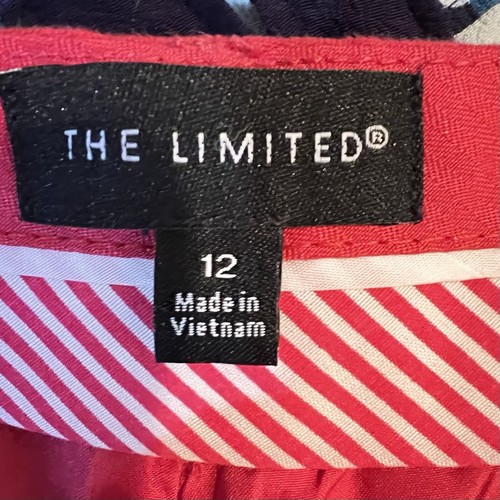 THE LIMITED®
12
Made in
Vietnam